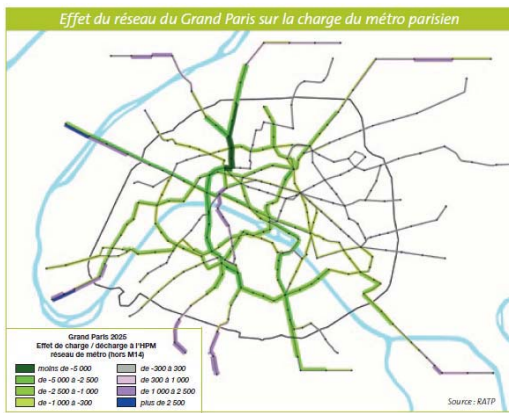 Effet du réseau du Grand Paris sur la charge du métro parisien
Grand Paris 2025
Effet de charge / décharge à l'HPM
réseau de métro (hors M14)
moins de -5 000
de -5 000 à -2 500
de -2 500 à -1 000
de -1 000 à -300
de -300 à 300
de 300 à 1 000
de 1 000 à 2 500
plus de 2 500
Source : RATP